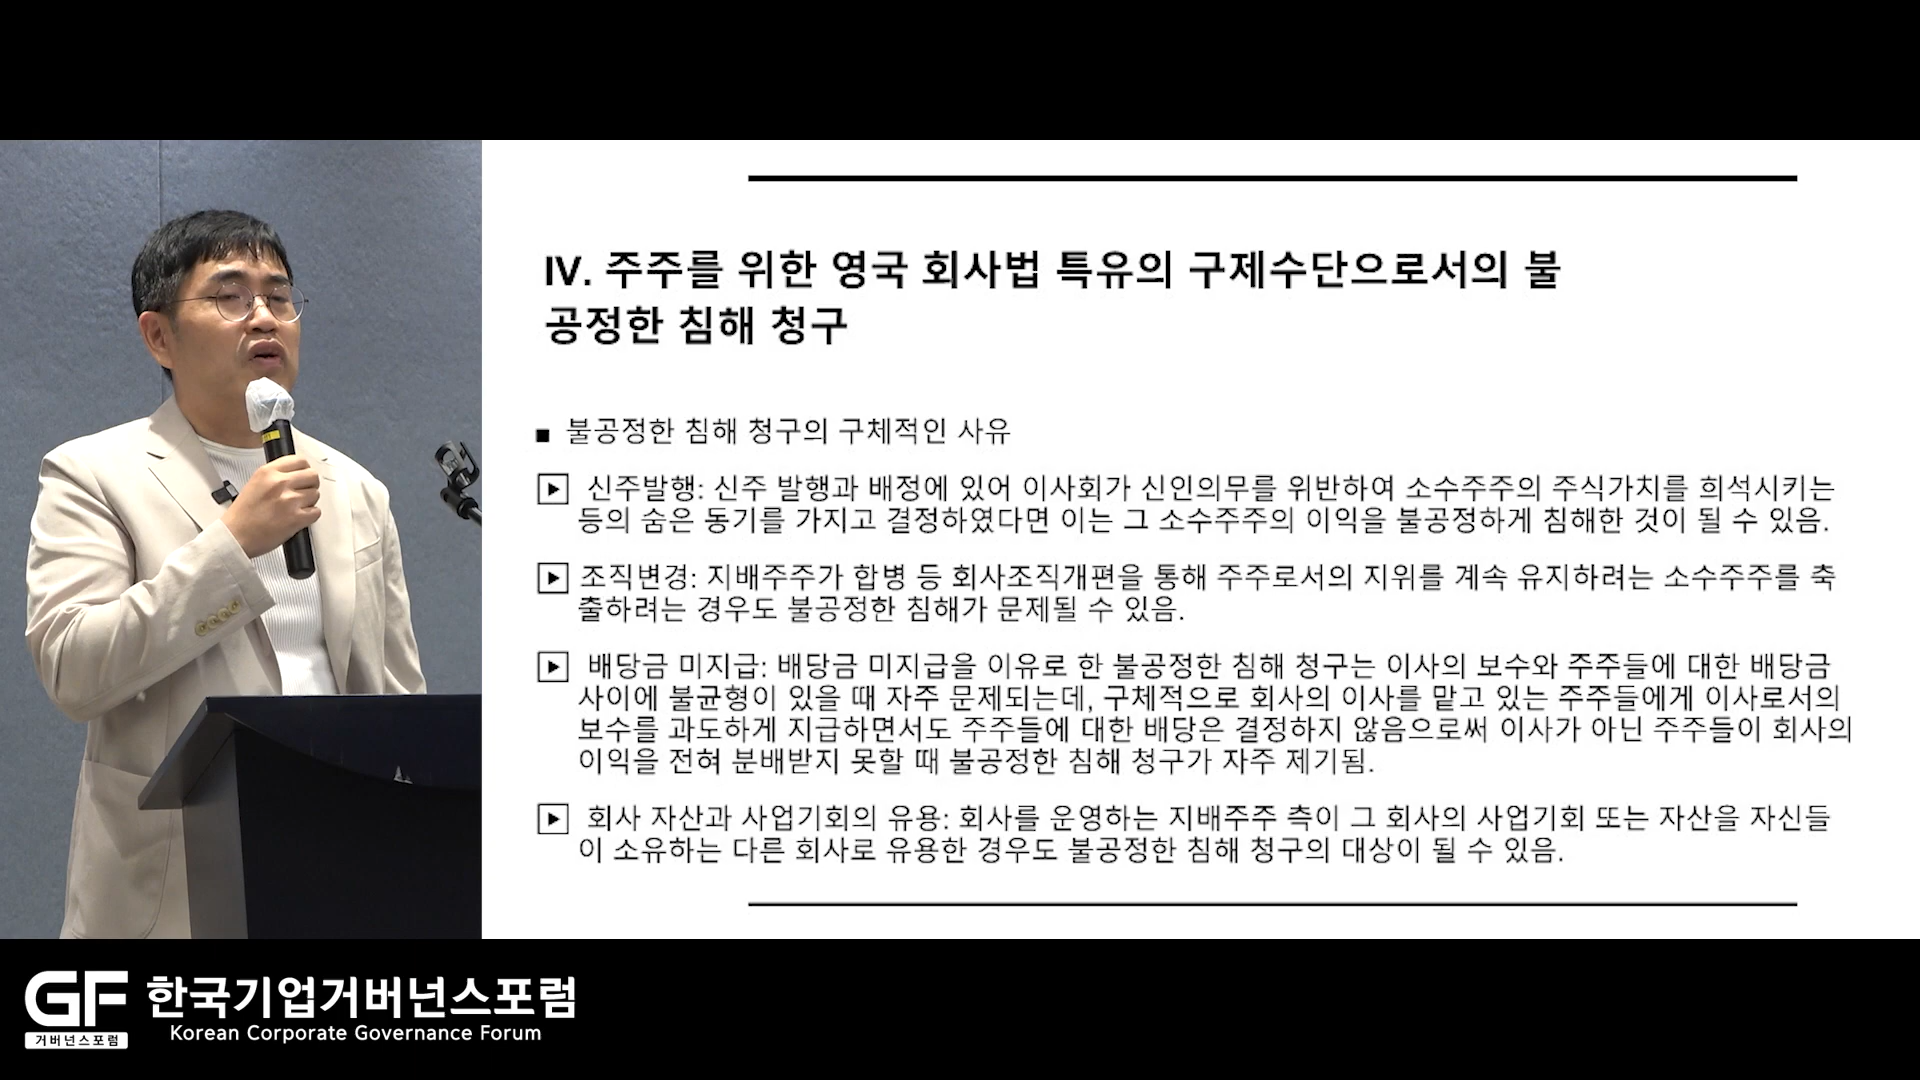 IV. 주주를 위한 영국 회사법 특유의 구제수단으로서의 불
공정한 침해 청구
■ 불공정한 침해 청구의 구체적인 사유
▶ 신주발행: 신주 발행과 배정에 있어 이사회가 신인의무를 위반하여 소수주주의 주식가치를 희석시키는
등의 숨은 동기를 가지고 결정하였다면 이는 그 소수주주의 이익을 불공정하게 침해한 것이 될 수 있음.
▶ 조직변경: 지배주주가 합병 등 회사조직개편을 통해 주주로서의 지위를 계속 유지하려는 소수주주를 축
출하려는 경우도 불공정한 침해가 문제될 수 있음.
▶ 배당금 미지급: 배당금 미지급을 이유로 한 불공정한 침해 청구는 이사의 보수와 주주들에 대한 배당금
사이에 불균형이 있을 때 자주 문제되는데, 구체적으로 회사의 이사를 맡고 있는 주주들에게 이사로서의
보수를 과도하게 지급하면서도 주주들에 대한 배당은 결정하지 않음으로써 이사가 아닌 주주들이 회사의
이익을 전혀 분배받지 못할 때 불공정한 침해 청구가 자주 제기됨.
▶ 회사 자산과 사업기회의 유용: 회사를 운영하는 지배주주 측이 그 회사의 사업기회 또는 자산을 자신들
이 소유하는 다른 회사로 유용한 경우도 불공정한 침해 청구의 대상이 될 수 있음.
GF
거버넌스포럼
한국기업거버넌스포럼
Korean Corporate Governance Forum